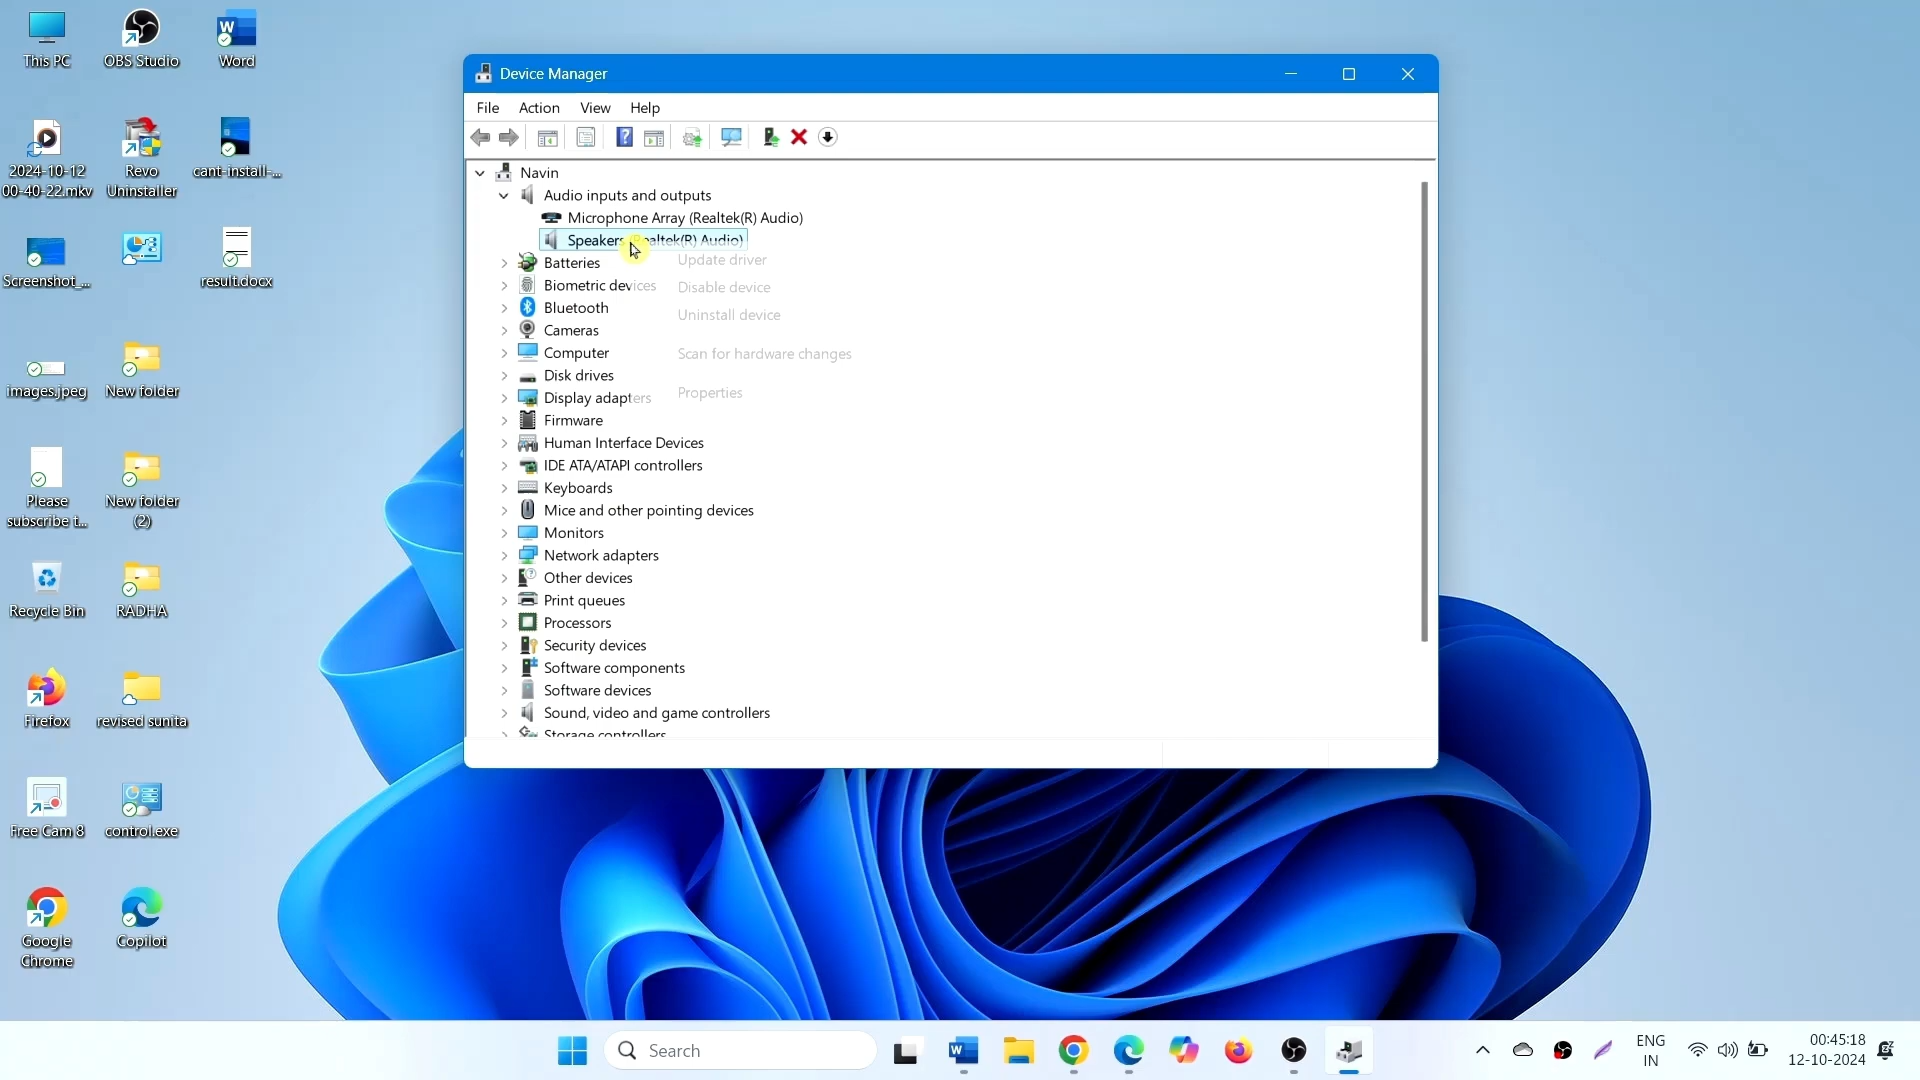 This PC
OBS Studio
Word
2024-10-12
00-40-22.mkv
Revo
Uninstaller
cant-install-...
Screenshot_...
result.docx
images.jpeg
New folder
Please
subscribe t...
New folder
(2)
Recycle Bin
RADHA
Firefox
revised sunita
Free Cam 8
control.exe
Google
Chrome
Copilot
Device Manager
File Action View Help
Navin
Audio inputs and outputs
Microphone Array (Realtek(R) Audio)
Speakers (Realtek(R) Audio)
Batteries
Biometric devices
Bluetooth
Cameras
Computer
Disk drives
Display adapters
Firmware
Human Interface Devices
IDE ATA/ATAPI controllers
Keyboards
Mice and other pointing devices
Monitors
Network adapters
Other devices
Print queues
Processors
Security devices
Software components
Software devices
Sound, video and game controllers
Storage controllers
Update driver
Disable device
Uninstall device
Scan for hardware changes
Properties
Search
ENG
IN
00:45:18
12-10-2024